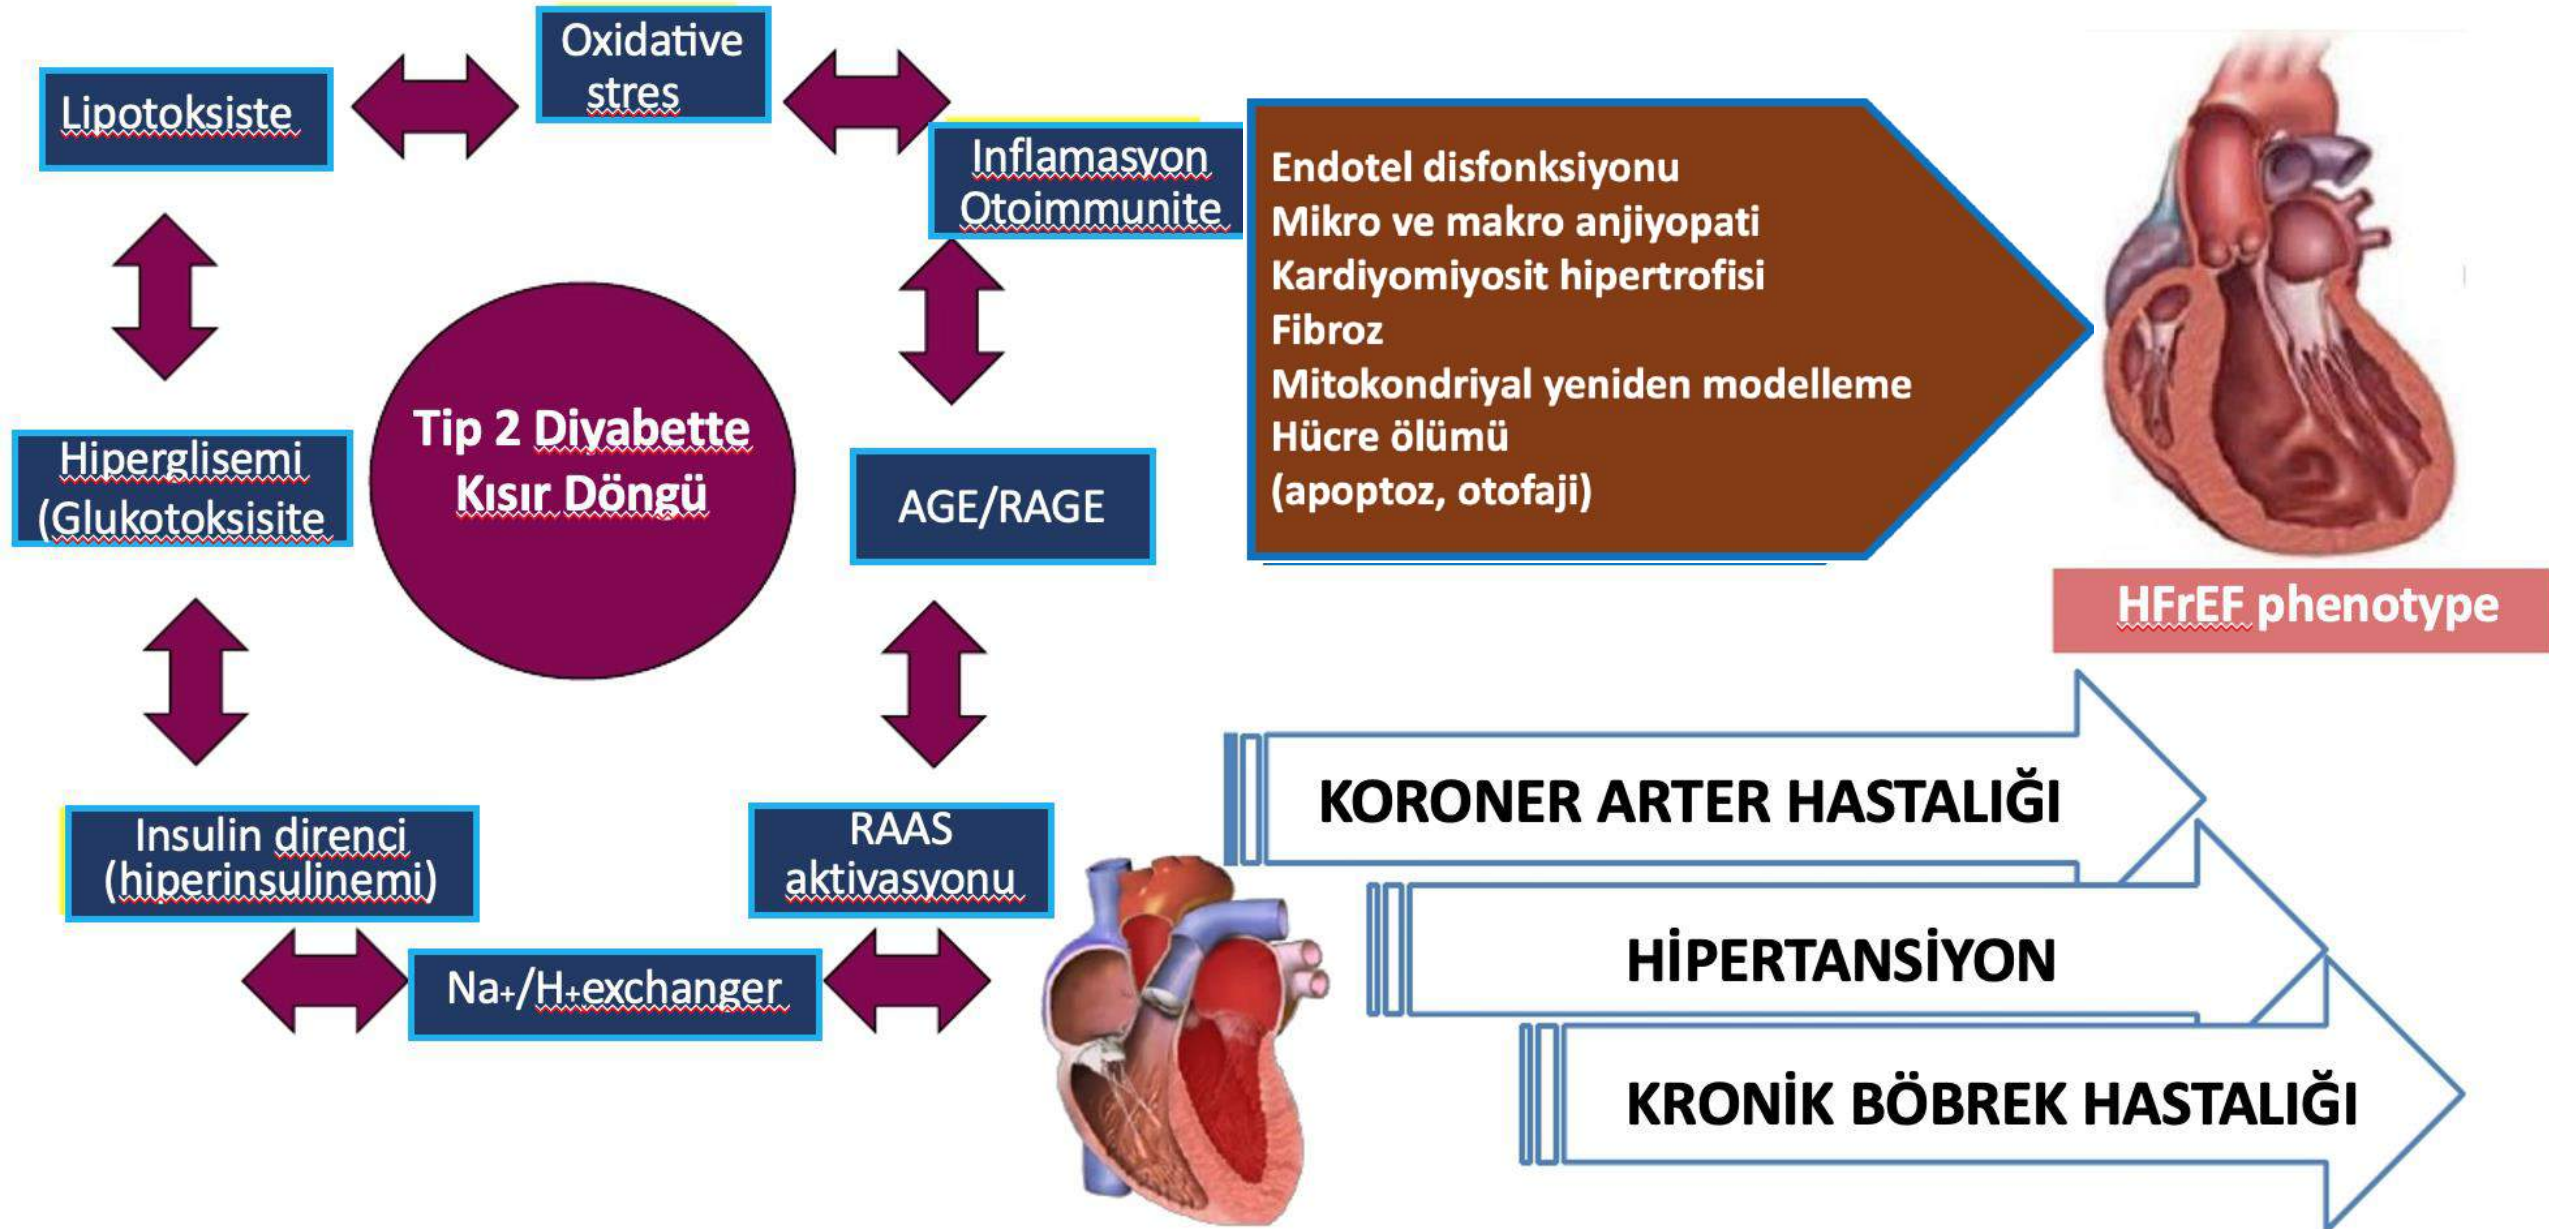 Oxidative
stres
Lipotoksiste
Inflamasyon
Otoimmunite
Endotel disfonksiyonu
Mikro ve makro anjiyopati
Kardiyomiyosit hipertrofisi
Fibroz
Mitokondriyal yeniden modelleme
Hücre ölümü
(apoptoz, otofaji)
Tip 2 Diyabette
Kısır Döngü
Hiperglisemi
(Glukotoksisite
AGE/RAGE
HFrEF phenotype
Insulin direnci
(hiperinsulinemi)
RAAS
aktivasyonu
Na+/H+exchanger
KORONER ARTER HASTALIĞI
HİPERTANSİYON
KRONİK BÖBREK HASTALIĞI